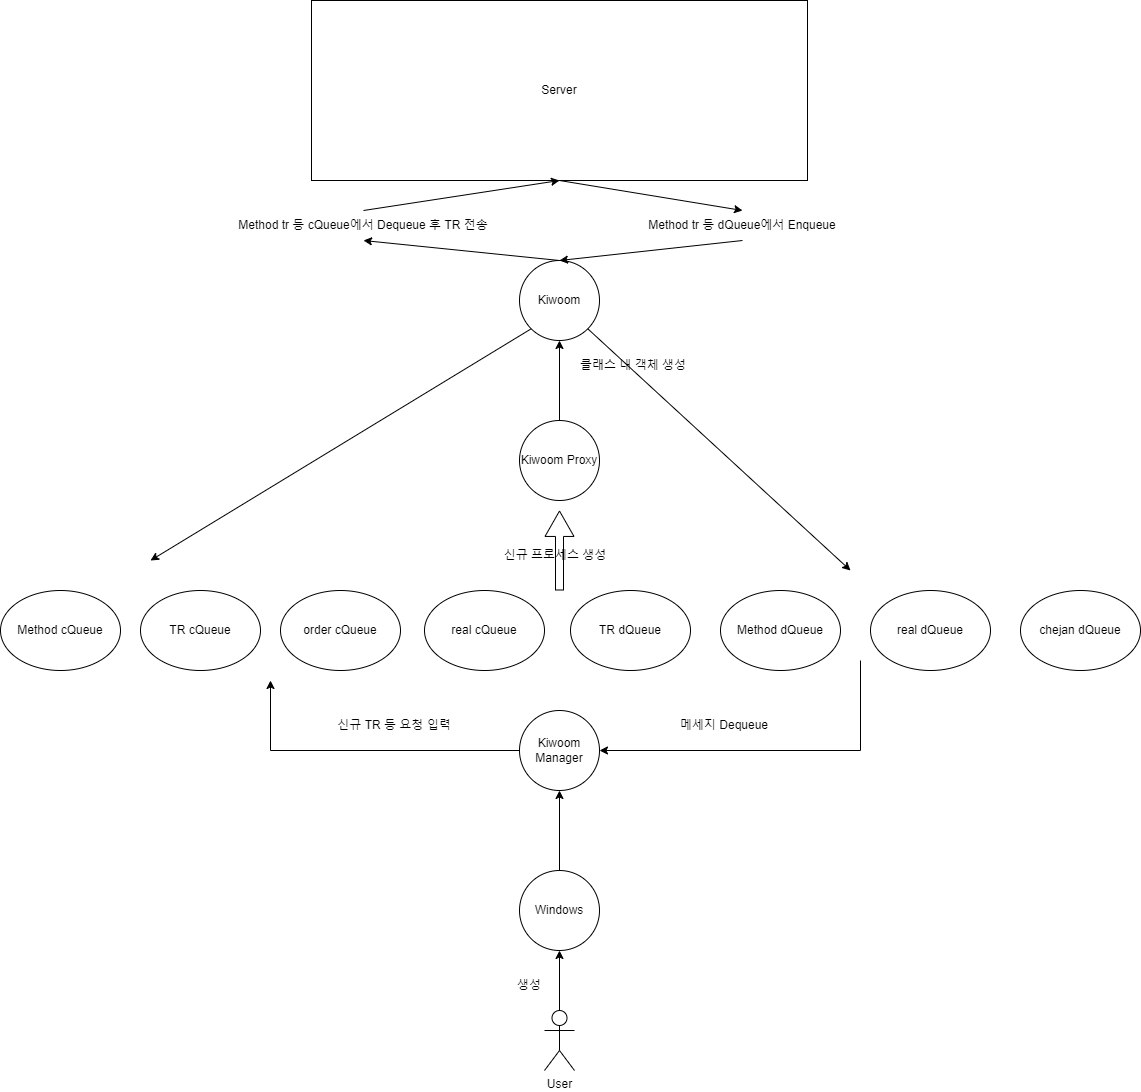 Server
Method tr 등 cQueue에서 Dequeue 후 TR 전송
Method tr 등 dQueue에서 Enqueue
Kiwoom
클래스 내 객체 생성
Kiwoom Proxy
신규 프로세스 생성
Method cQueue
TR cQueue
order cQueue
real cQueue
TR dQueue
Method dQueue
real dQueue
chejan dQueue
신규 TR 등 요청 입력
메세지 Dequeue
Kiwoom
Manager
Windows
생성
User